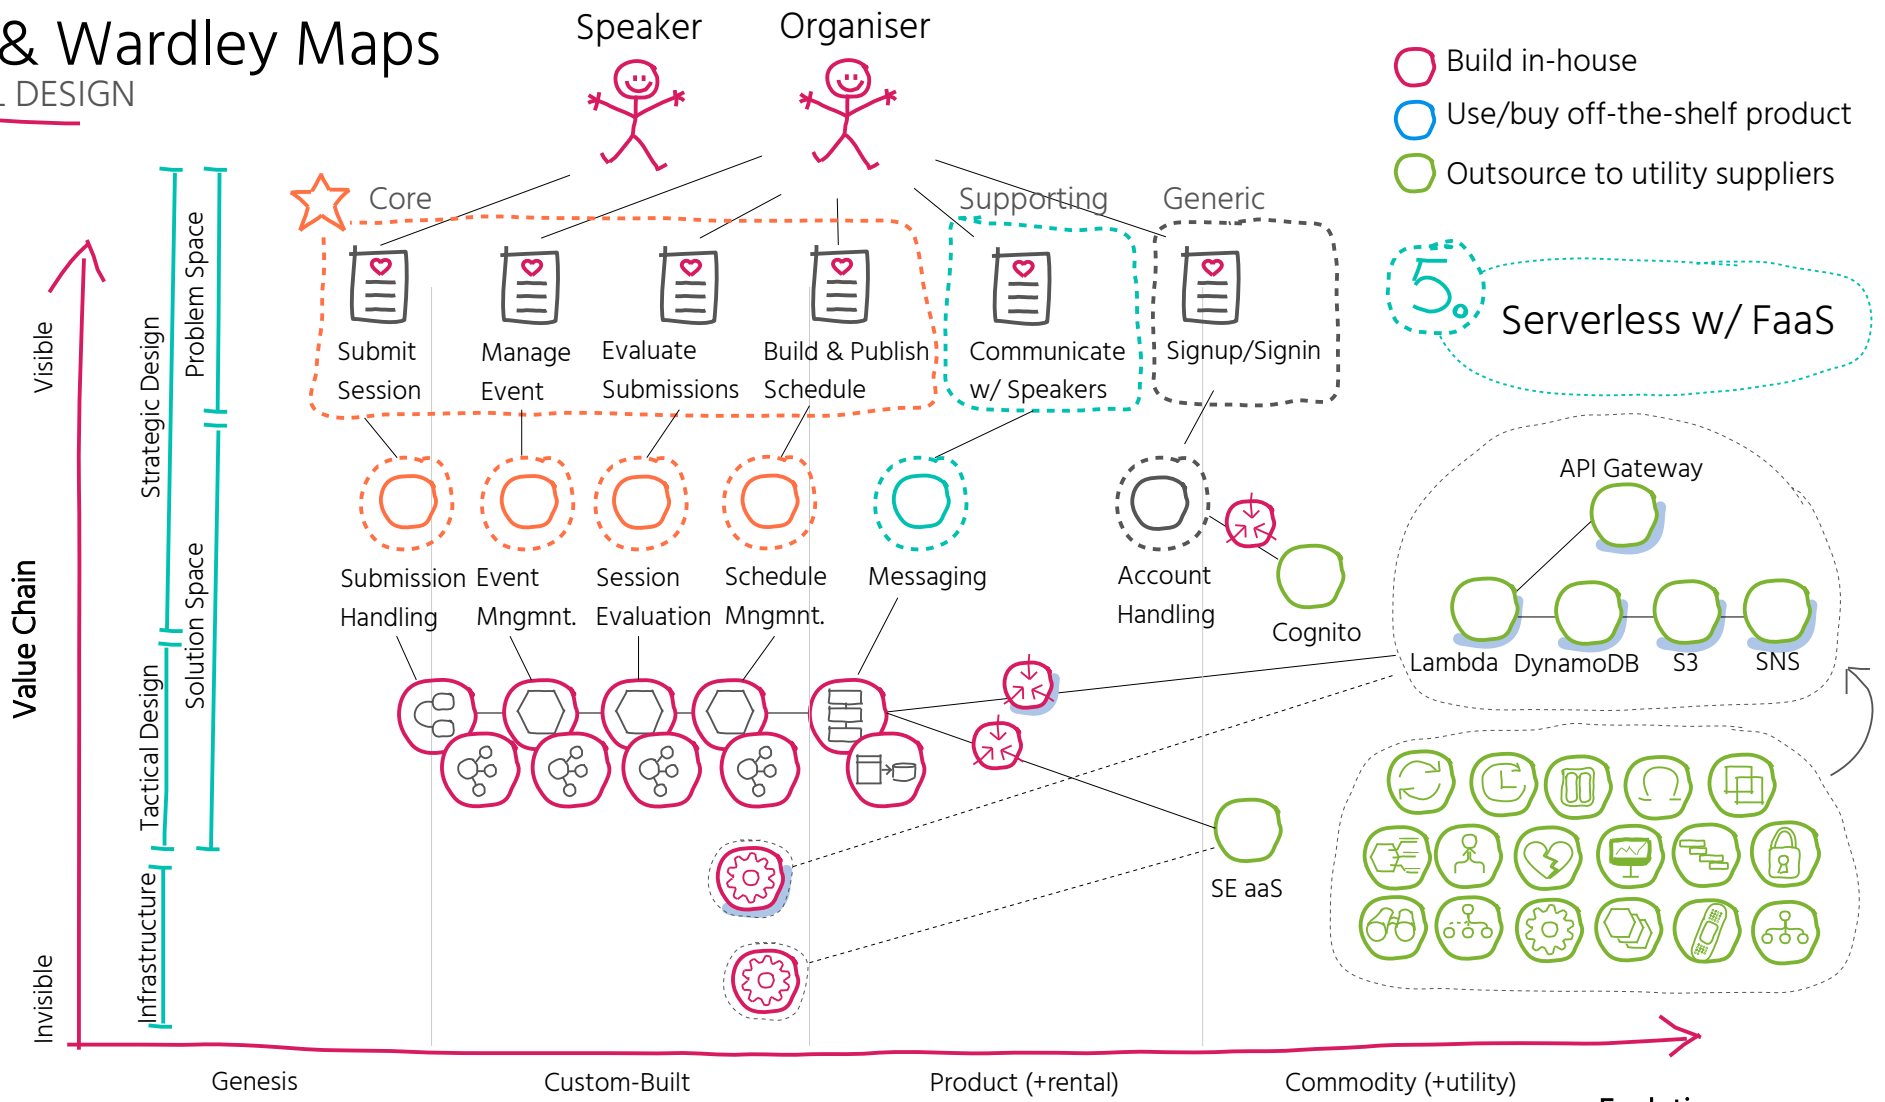 & Wardley Maps
DESIGN
Speaker
Organiser
Build in-house
Use/buy off-the-shelf product
Outsource to utility suppliers
Core
Supporting
Generic
5.
Serverless w/ FaaS
Submit
Session
Manage
Event
Evaluate
Submissions
Build & Publish
Schedule
Communicate
w/ Speakers
Signup/Signin
Submission
Handling
Event
Mngmnt.
Session
Evaluation
Schedule
Mngmnt.
Messaging
Account
Handling
Cognito
API Gateway
Lambda
DynamoDB
S3
SNS
SE aaS
Value Chain
Visible
Invisible
Strategic Design
Problem Space
Solution Space
Tactical Design
Infrastructure
Genesis
Custom-Built
Product (+rental)
Commodity (+utility)